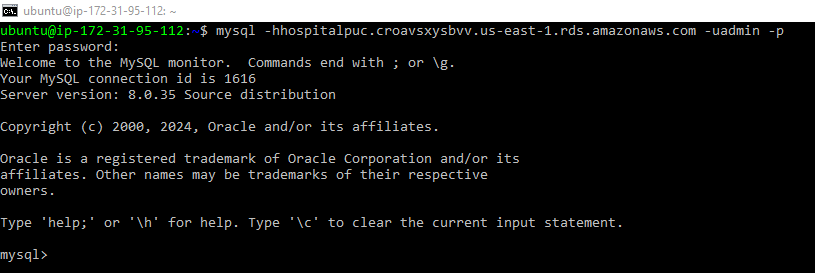 ubuntu@ip-172-31-95-112: ~
ubuntu@ip-172-31-95-112:~$ mysql -hhospitalpuc.croavsxysbvv.us-east-1.rds.amazonaws.com -uadmin -p
Enter password:
Welcome to the MySQL monitor.  Commands end with ; or \g.
Your MySQL connection id is 1616
Server version: 8.0.35 Source distribution
Copyright (c) 2000, 2024, Oracle and/or its affiliates.
Oracle is a registered trademark of Oracle Corporation and/or its
affiliates. Other names may be trademarks of their respective
owners.
Type 'help;' or '\h' for help. Type '\c' to clear the current input statement.
mysql>